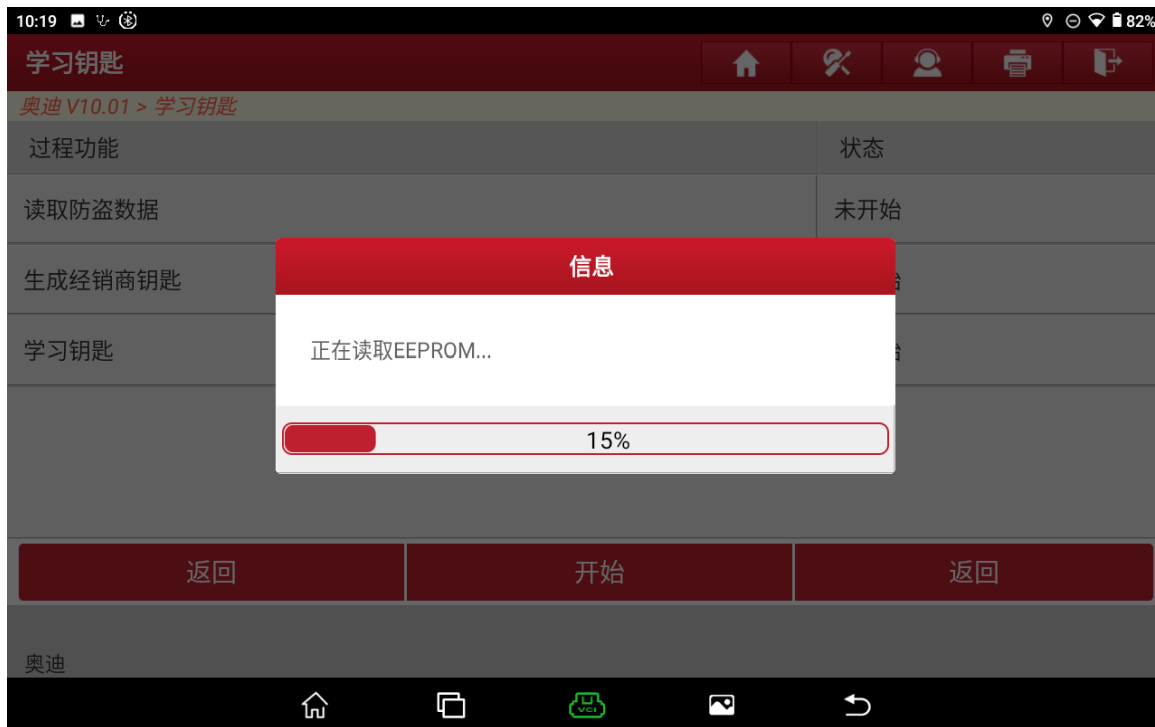 10:19
82%
学习钥匙
奥迪 V10.01 > 学习钥匙
过程功能 状态
读取防盗数据 未开始
生成经销商钥匙
学习钥匙
信息
正在读取EEPROM...
15%
返回 开始 返回
奥迪
VCI